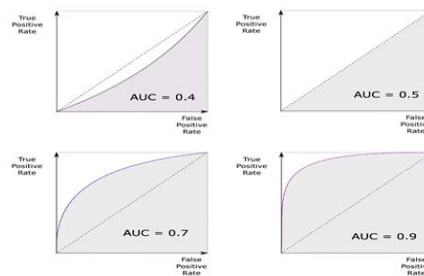 True
Positive
Rate
AUC = 0.4
False
Positive
Rate
True
Positive
Rate
AUC = 0.5
False
Positive
Rate
True
Positive
Rate
AUC = 0.7
False
Positive
Rate
True
Positive
Rate
AUC = 0.9
False
Positive
Rate